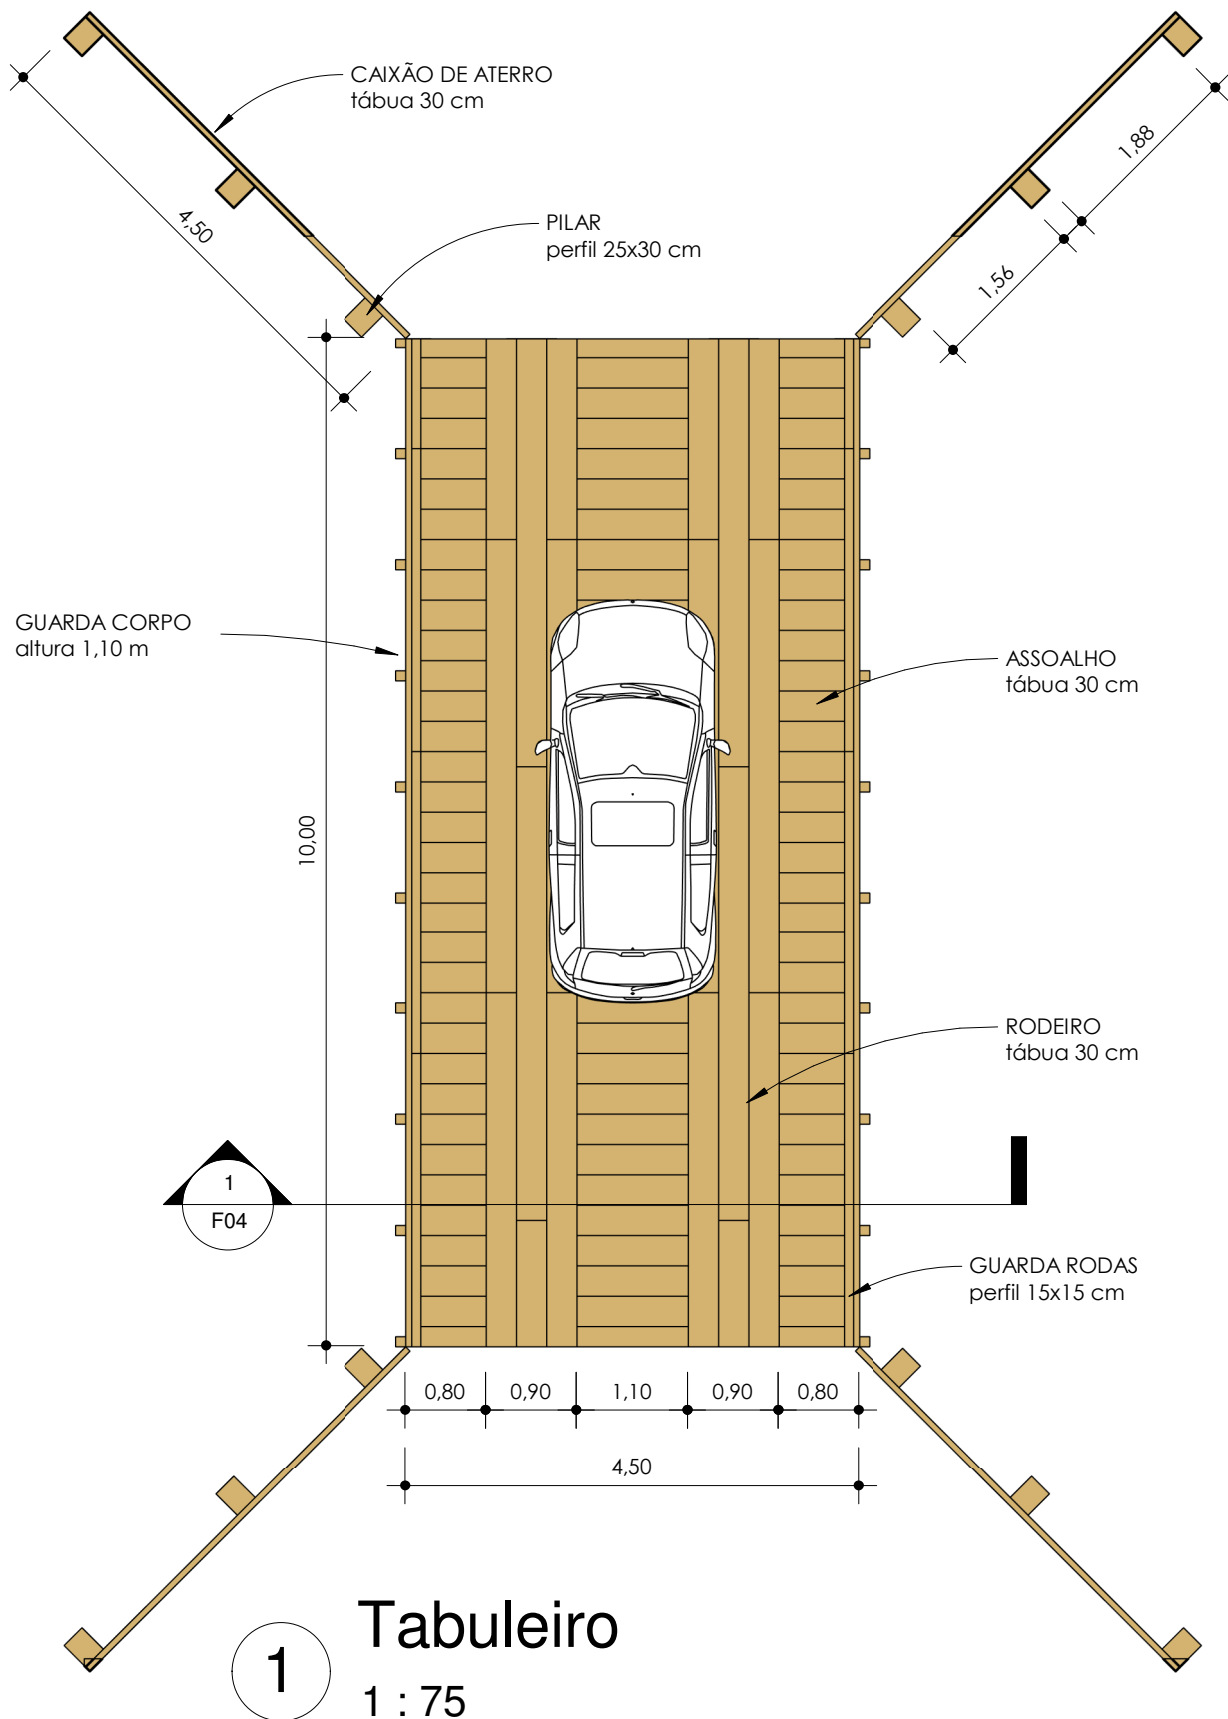 CAIXÃO DE ATERRO
tábua 30 cm
1,88
4,50
PILAR
perfil 25x30 cm
1,56
GUARDA CORPO
altura 1,10 m
ASSOALHO
tábua 30 cm
10,00
RODEIRO
tábua 30 cm
1
F04
GUARDA RODAS
perfil 15x15 cm
0,80 0,90 1,10 0,90 0,80
4,50
1
Tabuleiro
1 : 75